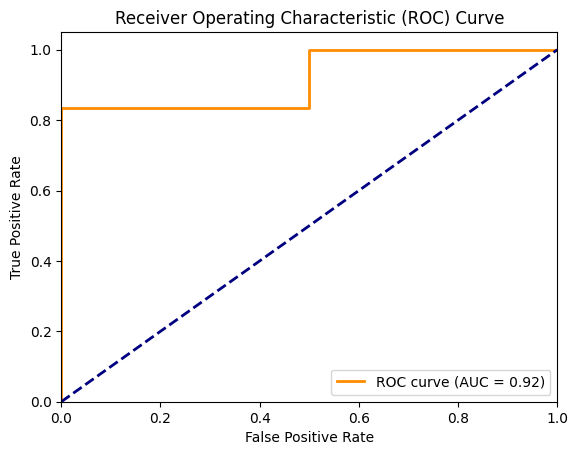 Receiver Operating Characteristic (ROC) Curve
1.0
0.8
0.6
0.4
0.2
0.0
True Positive Rate
ROC curve (AUC = 0.92)
0.0 0.2 0.4 0.6 0.8 1.0
False Positive Rate